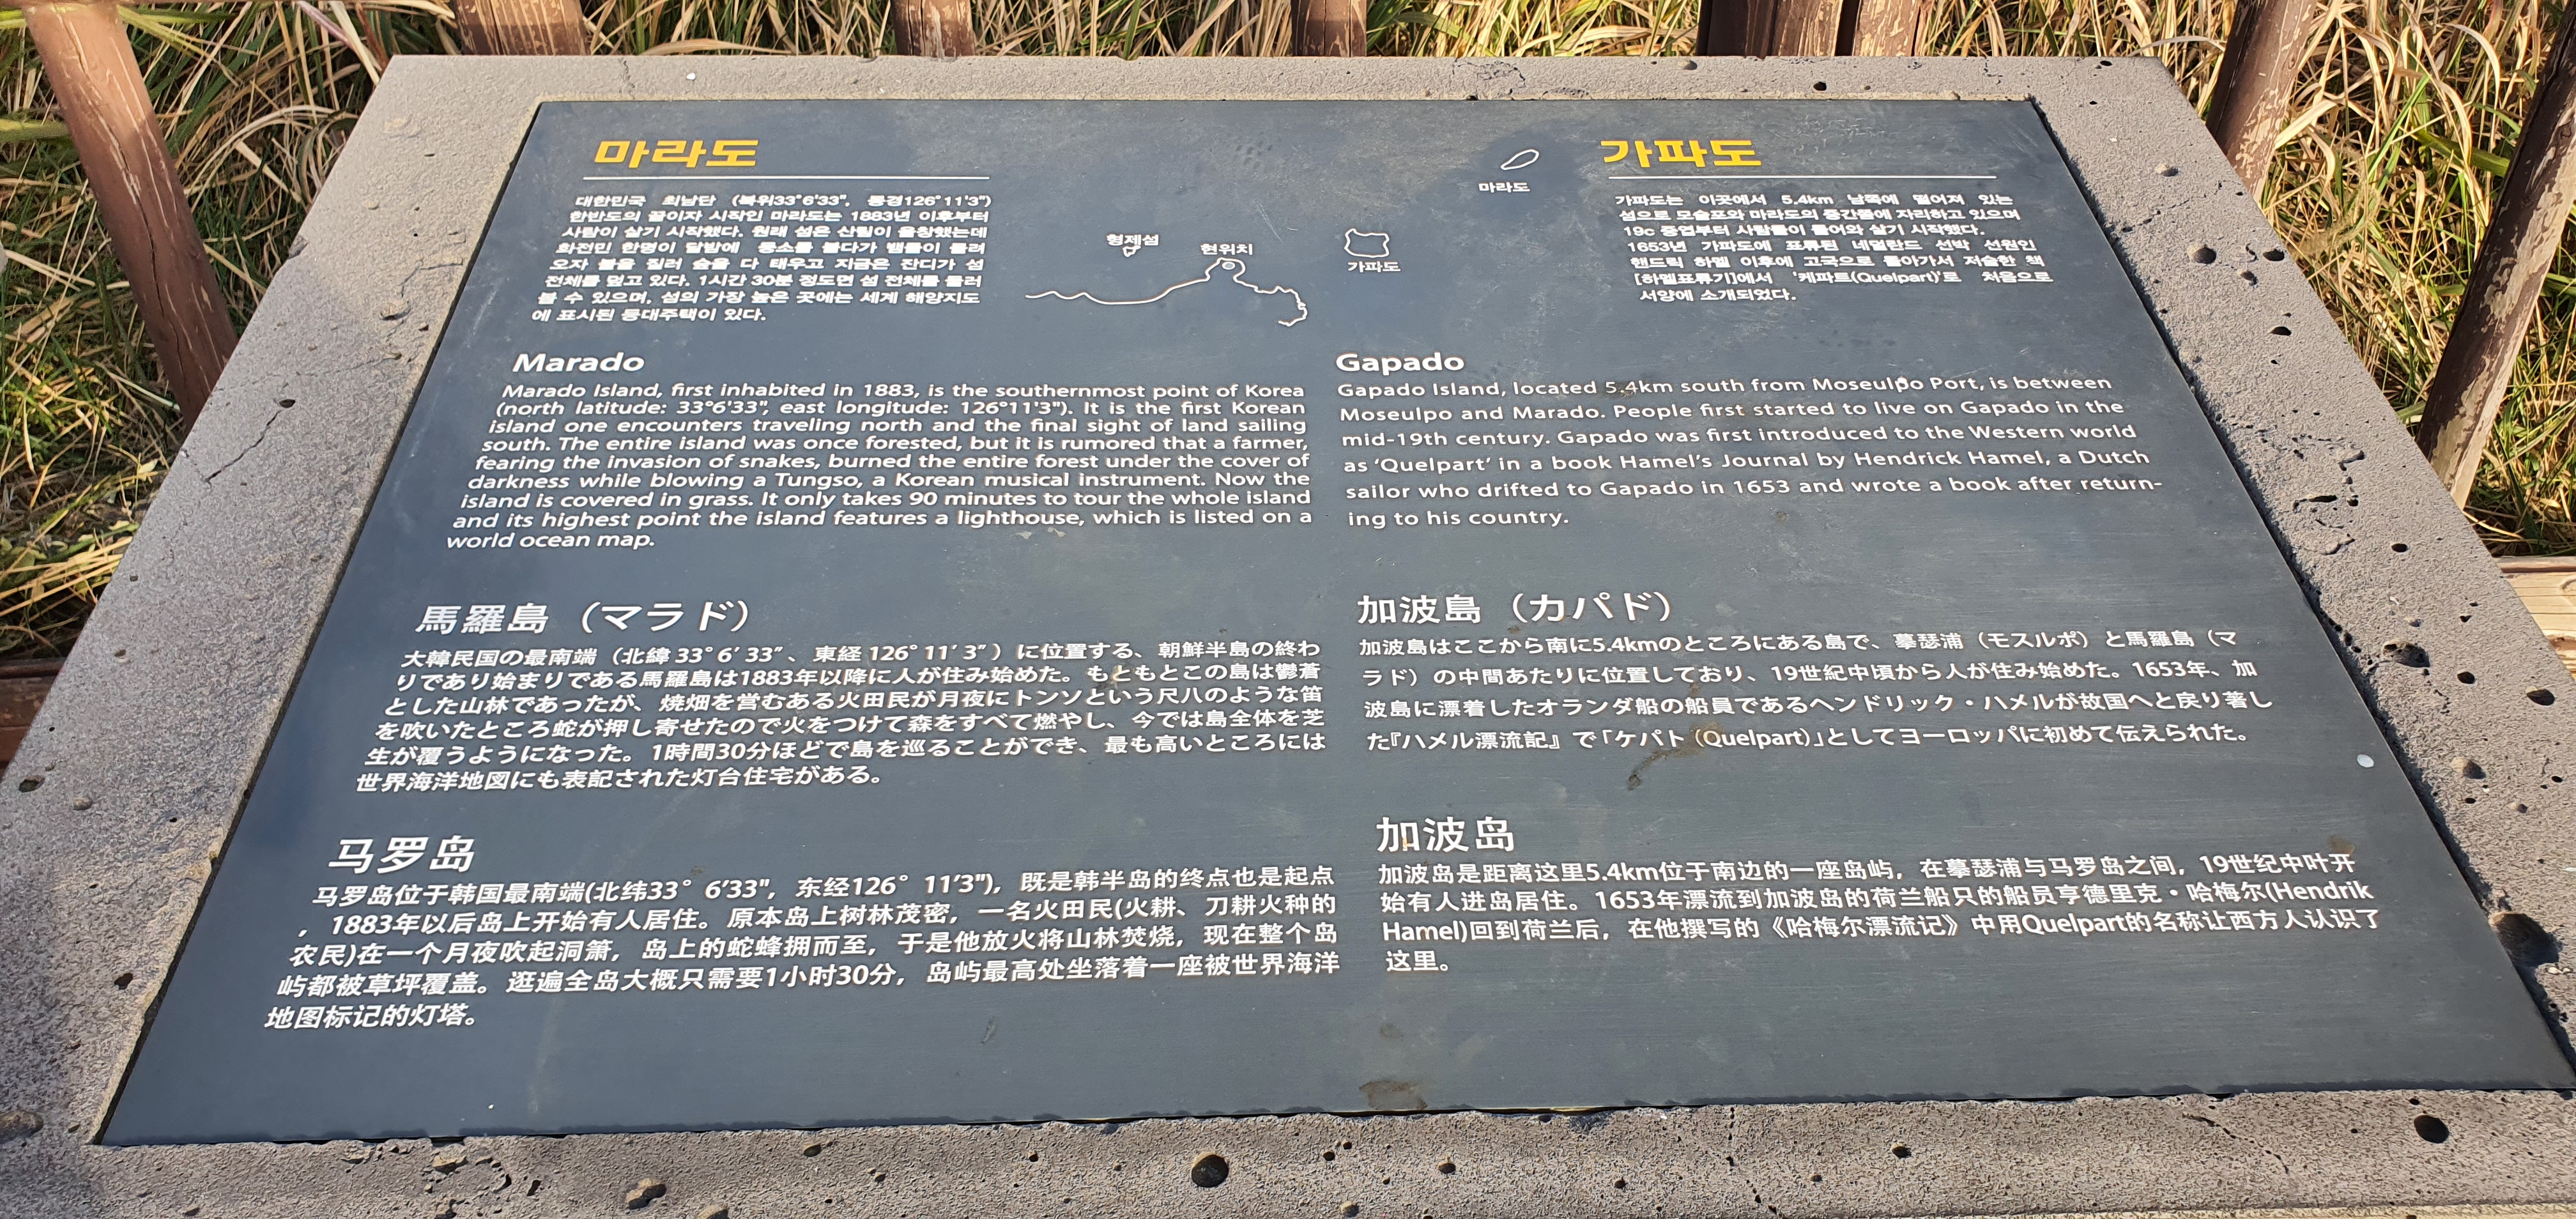 마라도
대한민국 최남단 (북위33°6'33", 동경126°11'3")
한반도의 끝이자 시작인 마라도는 1883년 이후부터
사람이 살기 시작했다. 원래 섬은 산림이 울창했는데
화전민 한명이 달밤에 퉁소를 불다가 뱀들이 몰려
오자 불을 질러 숲을 다 태우고 지금은 잔디가 섬
전체를 덮고 있다. 1시간 30분 정도면 섬 전체를 둘러
볼 수 있으며, 섬의 가장 높은 곳에는 세계 해양지도
에 표시된 등대주택이 있다.
형제섬
현위치
가파도
마라도
가파도
가파도는 이곳에서 5.4km 남쪽에 떨어져 있는
섬으로 모슬포와 마라도의 중간쯤에 자리하고 있으며
19c 중엽부터 사람들이 들어와 살기 시작했다.
1653년 가파도에 표류된 네덜란드 선박 선원인
핸드릭 하멜 이후에 고국으로 돌아가서 저술한 책
[하멜표류기]에서 '케파트(Quelpart)'로 처음으로
서양에 소개되었다.
Marado
Marado Island, first inhabited in 1883, is the southernmost point of Korea
(north latitude: 33°6'33", east longitude: 126°11'3"). It is the first Korean
island one encounters traveling north and the final sight of land sailing
south. The entire island was once forested, but it is rumored that a farmer,
fearing the invasion of snakes, burned the entire forest under the cover of
darkness while blowing a Tungso, a Korean musical instrument. Now the
island is covered in grass. It only takes 90 minutes to tour the whole island
and its highest point the island features a lighthouse, which is listed on a
world ocean map.
Gapado
Gapado Island, located 5.4km south from Moseulpo Port, is between
Moseulpo and Marado. People first started to live on Gapado in the
mid-19th century. Gapado was first introduced to the Western world
as ‘Quelpart’ in a book Hamel’s Journal by Hendrick Hamel, a Dutch
sailor who drifted to Gapado in 1653 and wrote a book after return-
ing to his country.
馬羅島（マラド）
大韓民国の最南端（北緯 33° 6’ 33” 、東経 126° 11’ 3” ）に位置する、朝鮮半島の終わ
りであり始まりである馬羅島は1883年以降に人が住み始めた。もともとこの島は鬱蒼
とした山林であったが、焼畑を営むある火田民が月夜にトンソという尺八のような笛
を吹いたところ蛇が押し寄せたので火をつけて森をすべて燃やし、今では島全体を芝
生が覆うようになった。1時間30分ほどで島を巡ることができ、最も高いところには
世界海洋地図にも表記された灯台住宅がある。
加波島（カパド）
加波島はここから南に5.4kmのところにある島で、摹瑟浦（モスルポ）と馬羅島（マ
ラド）の中間あたりに位置しており、19世紀中頃から人が住み始めた。1653年、加
波島に漂着したオランダ船の船員であるヘンドリック・ハメルが故国へと戻り著し
た『ハメル漂流記』で「ケパト（Quelpart）」としてヨーロッパに初めて伝えられた。
马罗岛
马罗岛位于韩国最南端(北纬33° 6’33", 东经126° 11’3")，既是韩半岛的终点也是起点
，1883年以后岛上开始有人居住。原本岛上树林茂密，一名火田民(火耕、刀耕火种的
农民)在一个月夜吹起洞箫，岛上的蛇蜂拥而至，于是他放火将山林焚烧，现在整个岛
屿都被草坪覆盖。逛遍全岛大概只需要1小时30分，岛屿最高处坐落着一座被世界海洋
地图标记的灯塔。
加波岛
加波岛是距离这里5.4km位于南边的一座岛屿，在摹瑟浦与马罗岛之间，19世纪中叶开
始有人进岛居住。1653年漂流到加波岛的荷兰船只的船员亨德里克・哈梅尔(Hendrik
Hamel)回到荷兰后，在他撰写的《哈梅尔漂流记》中用Quelpart的名称让西方人认识了
这里。